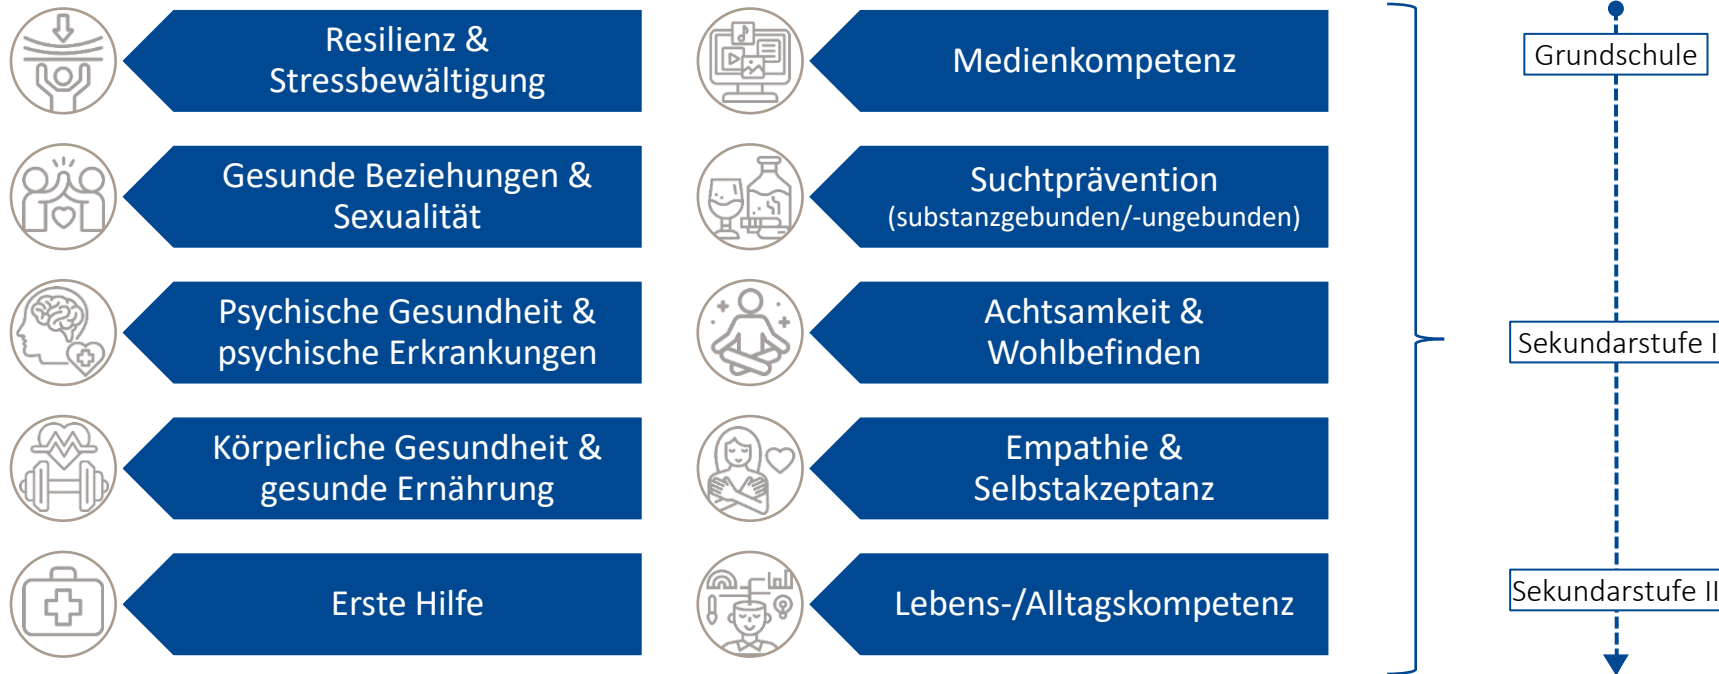 Resilienz &
Stressbewältigung
Gesunde Beziehungen &
Sexualität
Psychische Gesundheit &
psychische Erkrankungen
Körperliche Gesundheit &
gesunde Ernährung
Erste Hilfe
Medienkompetenz
Suchtprävention
(substanzgebunden/-ungebunden)
Achtsamkeit &
Wohlbefinden
Empathie &
Selbstakzeptanz
Lebens-/Alltagskompetenz
Grundschule
Sekundarstufe I
Sekundarstufe II